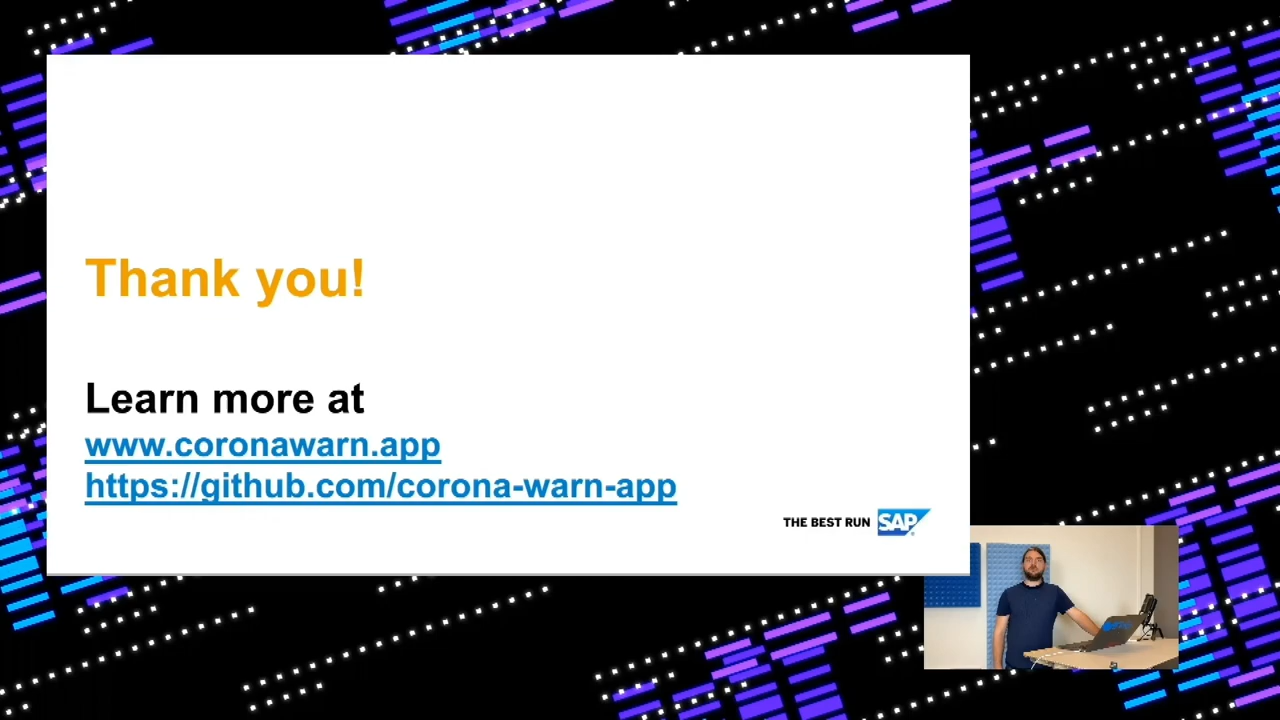 Thank you!
Learn more at
www.coronawarn.app
https://github.com/corona-warn-app
THE BEST RUN SAP